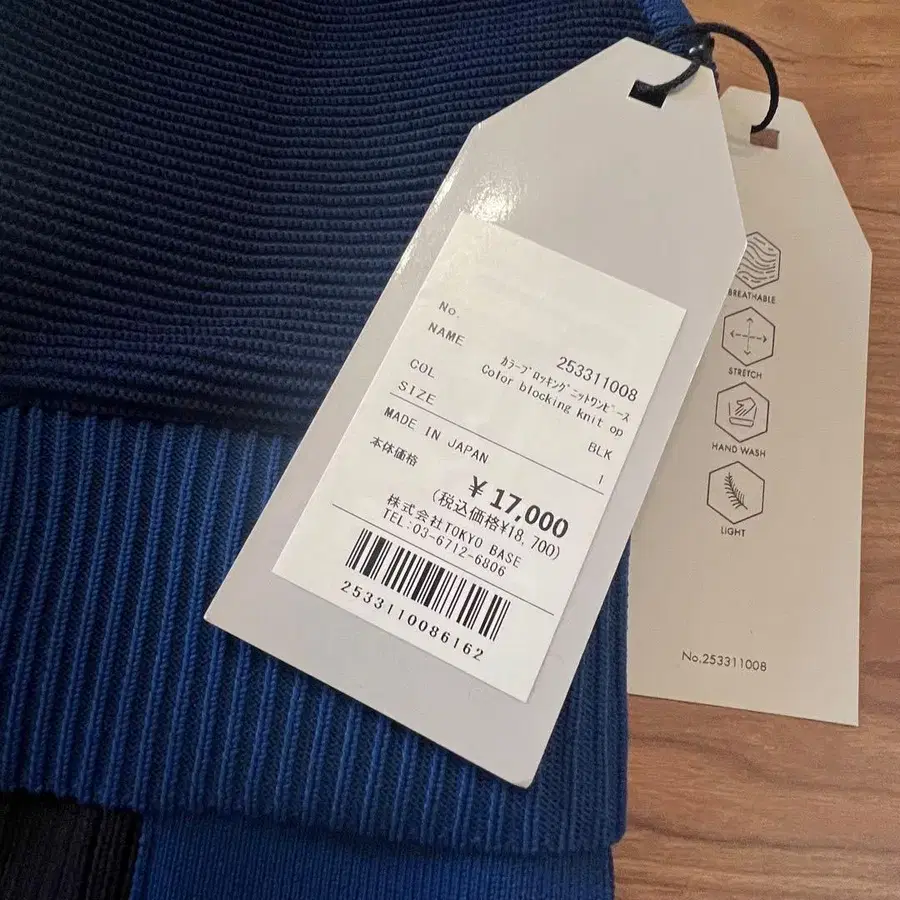 No. 253311008
NAME カラーブロッキングニットワンピース
Color blocking knit op
COL BLK
SIZE 1
MADE IN JAPAN
本体価格
¥17,000
(税込価格¥18,700)
株式会社TOKYO BASE
TEL:03-6712-6806
2533110086162
BREATHABLE
STRETCH
HAND WASH
LIGHT
No.253311008